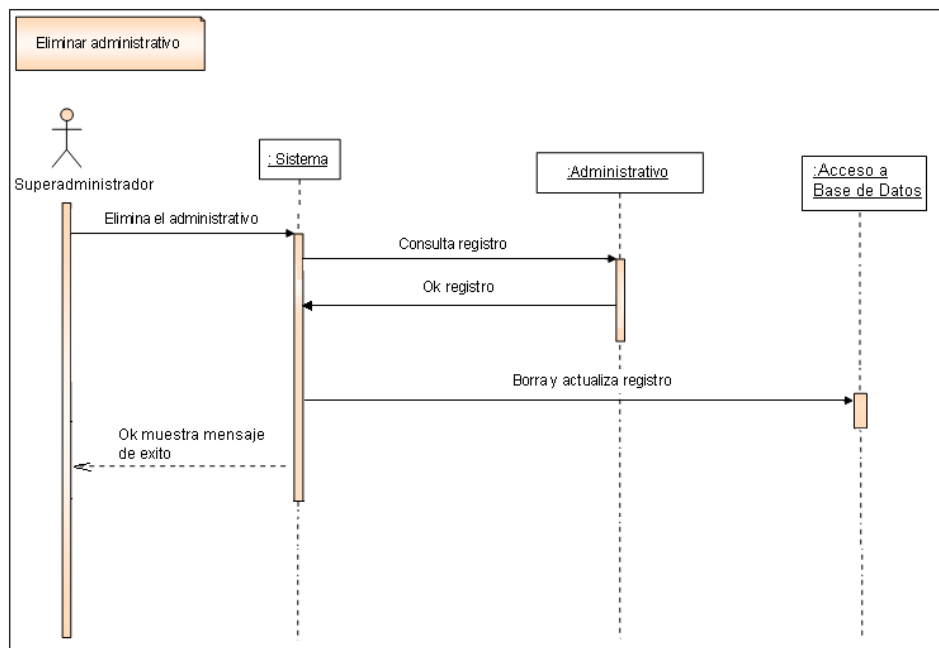 Eliminar administrativo
Superadministrador
: Sistema
:Administrativo
:Acceso a
Base de Datos
Elimina el administrativo
Consulta registro
Ok registro
Borra y actualiza registro
Ok muestra mensaje
de exito